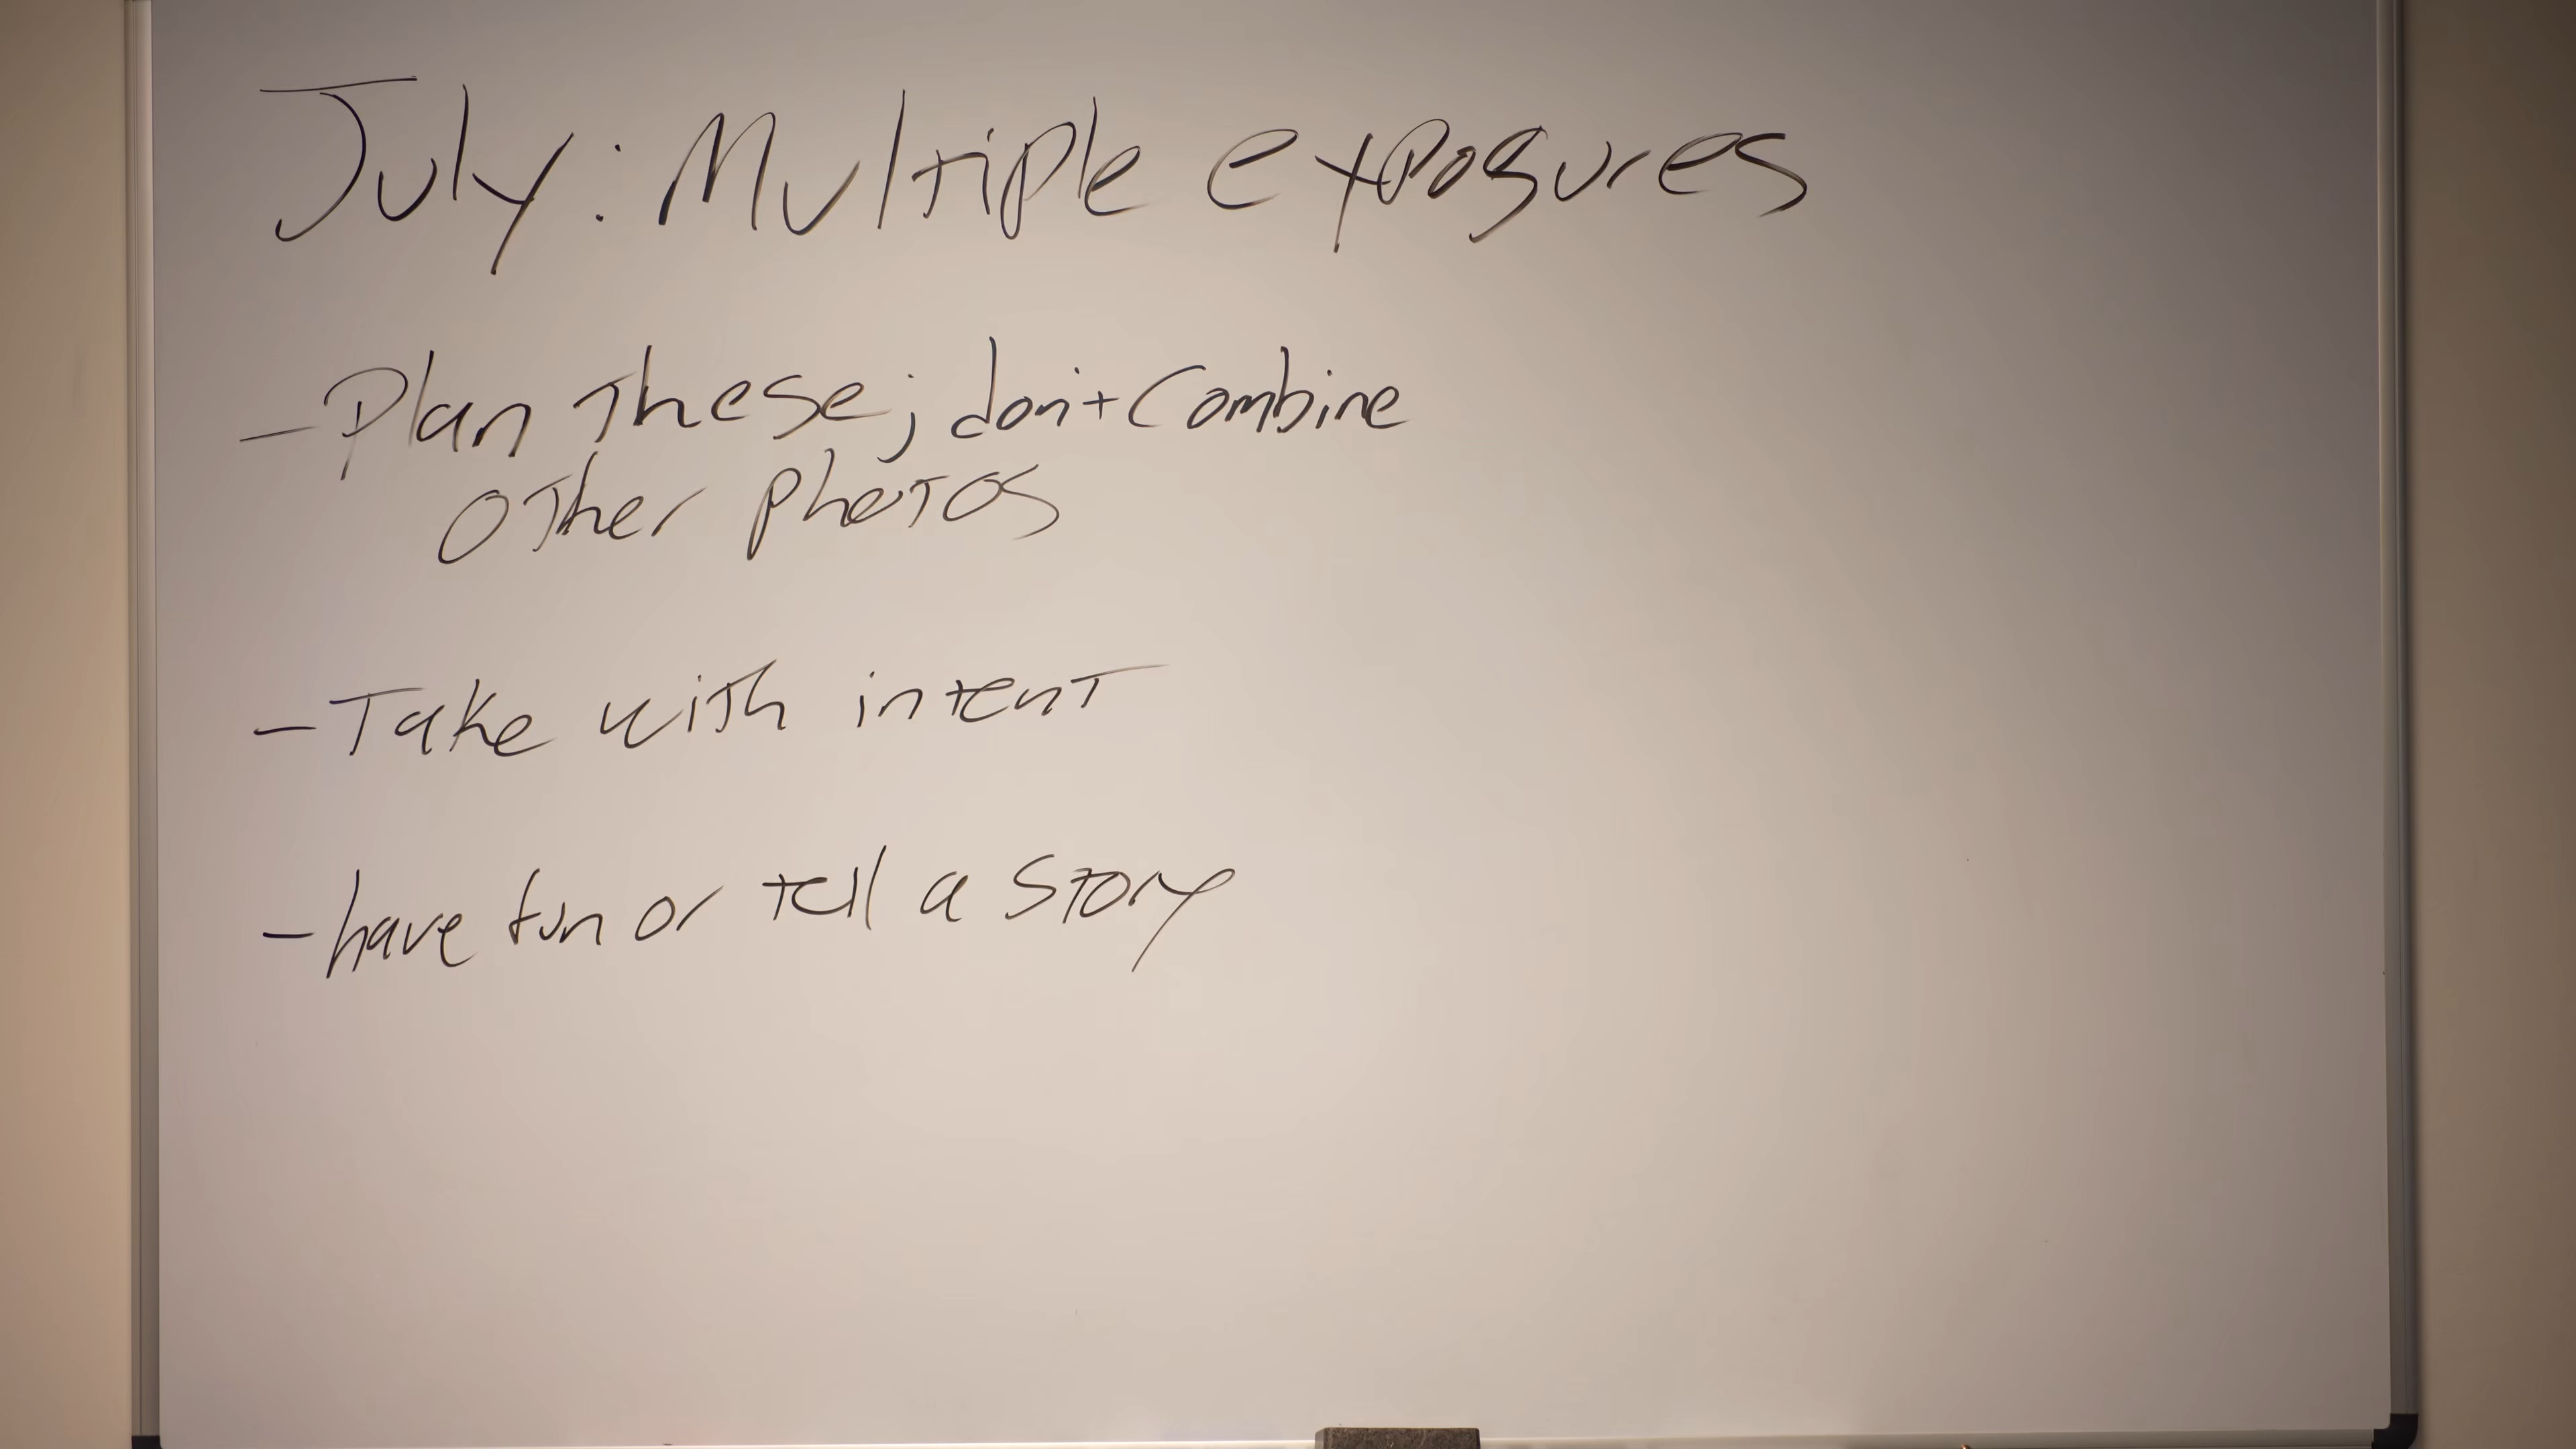 July: Multiple exposures
- Plan These; don't Combine
other photos
- Take with intent
- have fun or tell a story